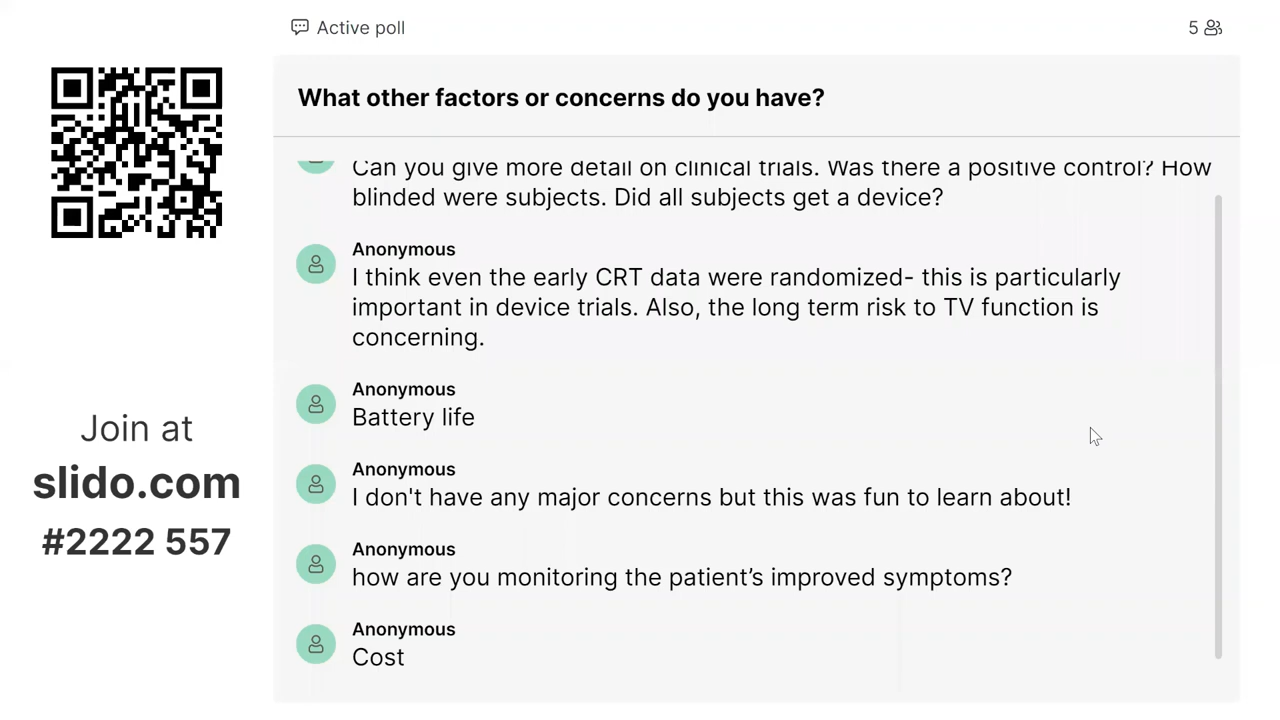 Active poll
5
What other factors or concerns do you have?
Can you give more detail on clinical trials. Was there a positive control? How
blinded were subjects. Did all subjects get a device?
Anonymous
I think even the early CRT data were randomized- this is particularly
important in device trials. Also, the long term risk to TV function is
concerning.
Anonymous
Battery life
Anonymous
I don't have any major concerns but this was fun to learn about!
Anonymous
how are you monitoring the patient’s improved symptoms?
Anonymous
Cost
Join at
slido.com
#2222 557